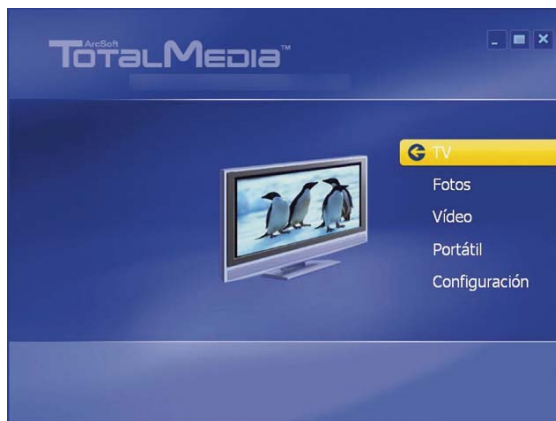 ArcSoft
TOTALMEDIA™
TV
Fotos
Vídeo
Portátil
Configuración